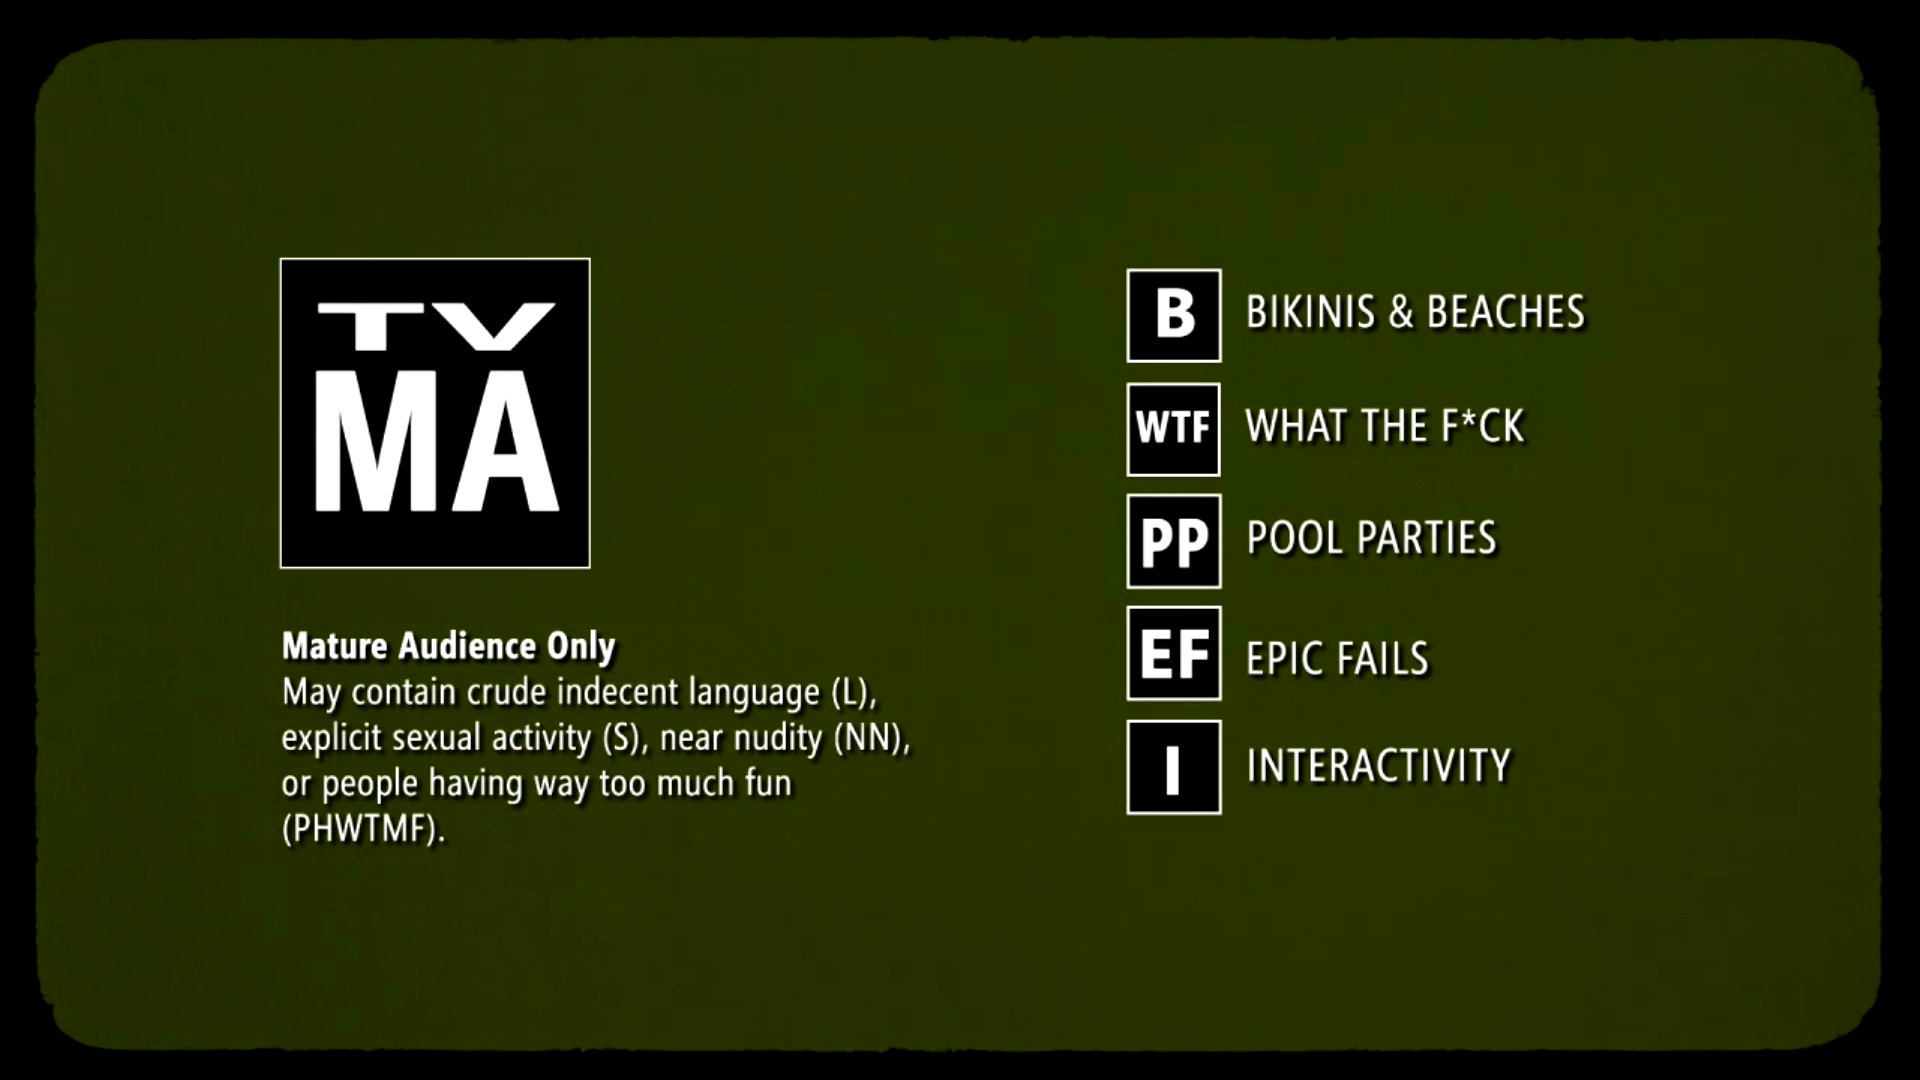 TV
MA
Mature Audience Only
May contain crude indecent language (L),
explicit sexual activity (S), near nudity (NN),
or people having way too much fun
(PHWTMF).
B BIKINIS & BEACHES
WTF WHAT THE F*CK
PP POOL PARTIES
EF EPIC FAILS
I INTERACTIVITY